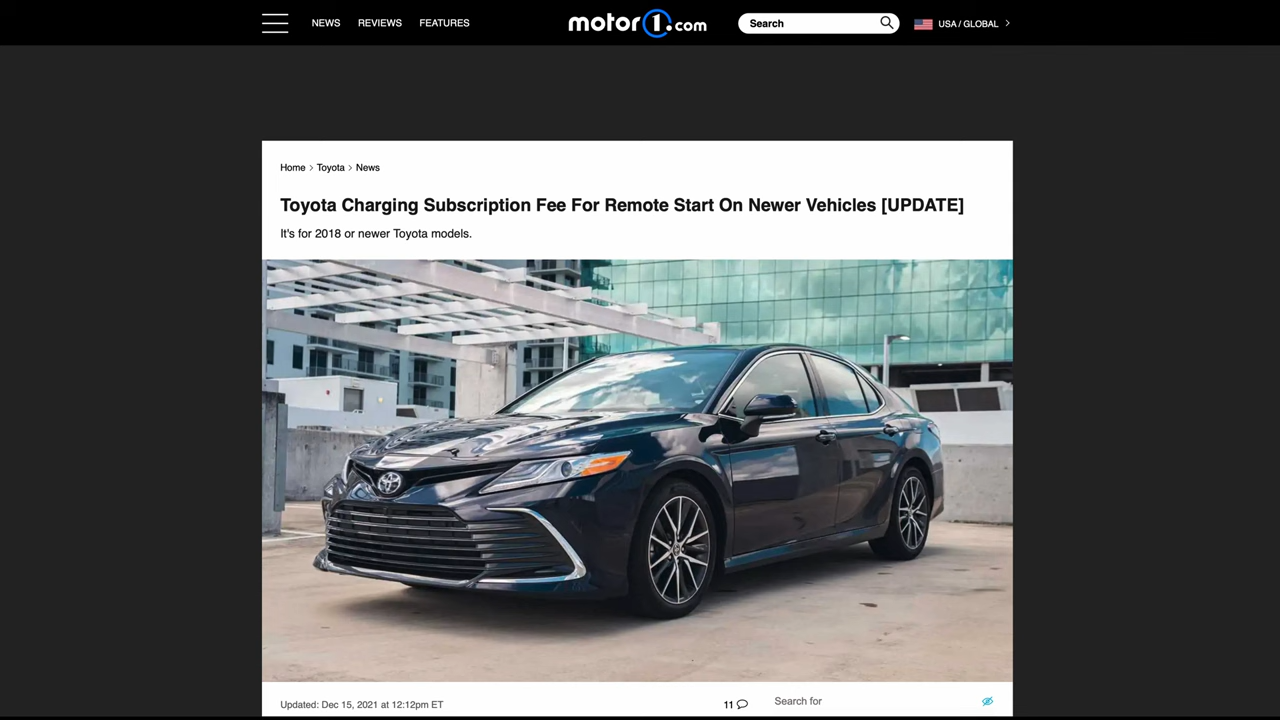 NEWS REVIEWS FEATURES motor1.com Search USA / GLOBAL
Home > Toyota > News
Toyota Charging Subscription Fee For Remote Start On Newer Vehicles [UPDATE]
It's for 2018 or newer Toyota models.
Updated: Dec 15, 2021 at 12:12pm ET 11 Search for